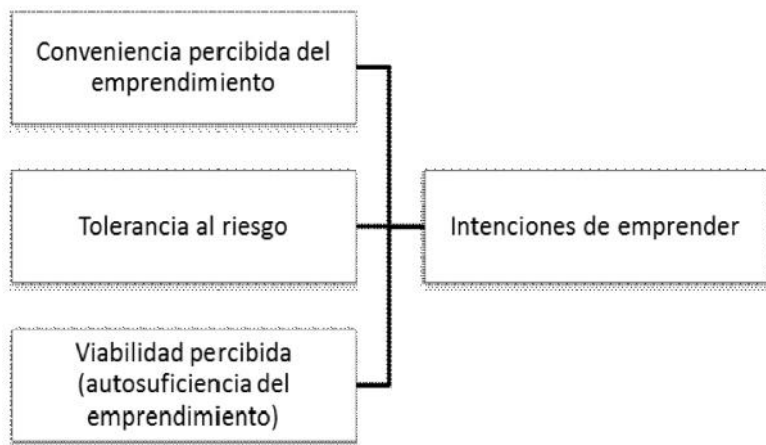 Conveniencia percibida del
emprendimiento
Tolerancia al riesgo
Intenciones de emprender
Viabilidad percibida
(autosuficiencia del
emprendimiento)